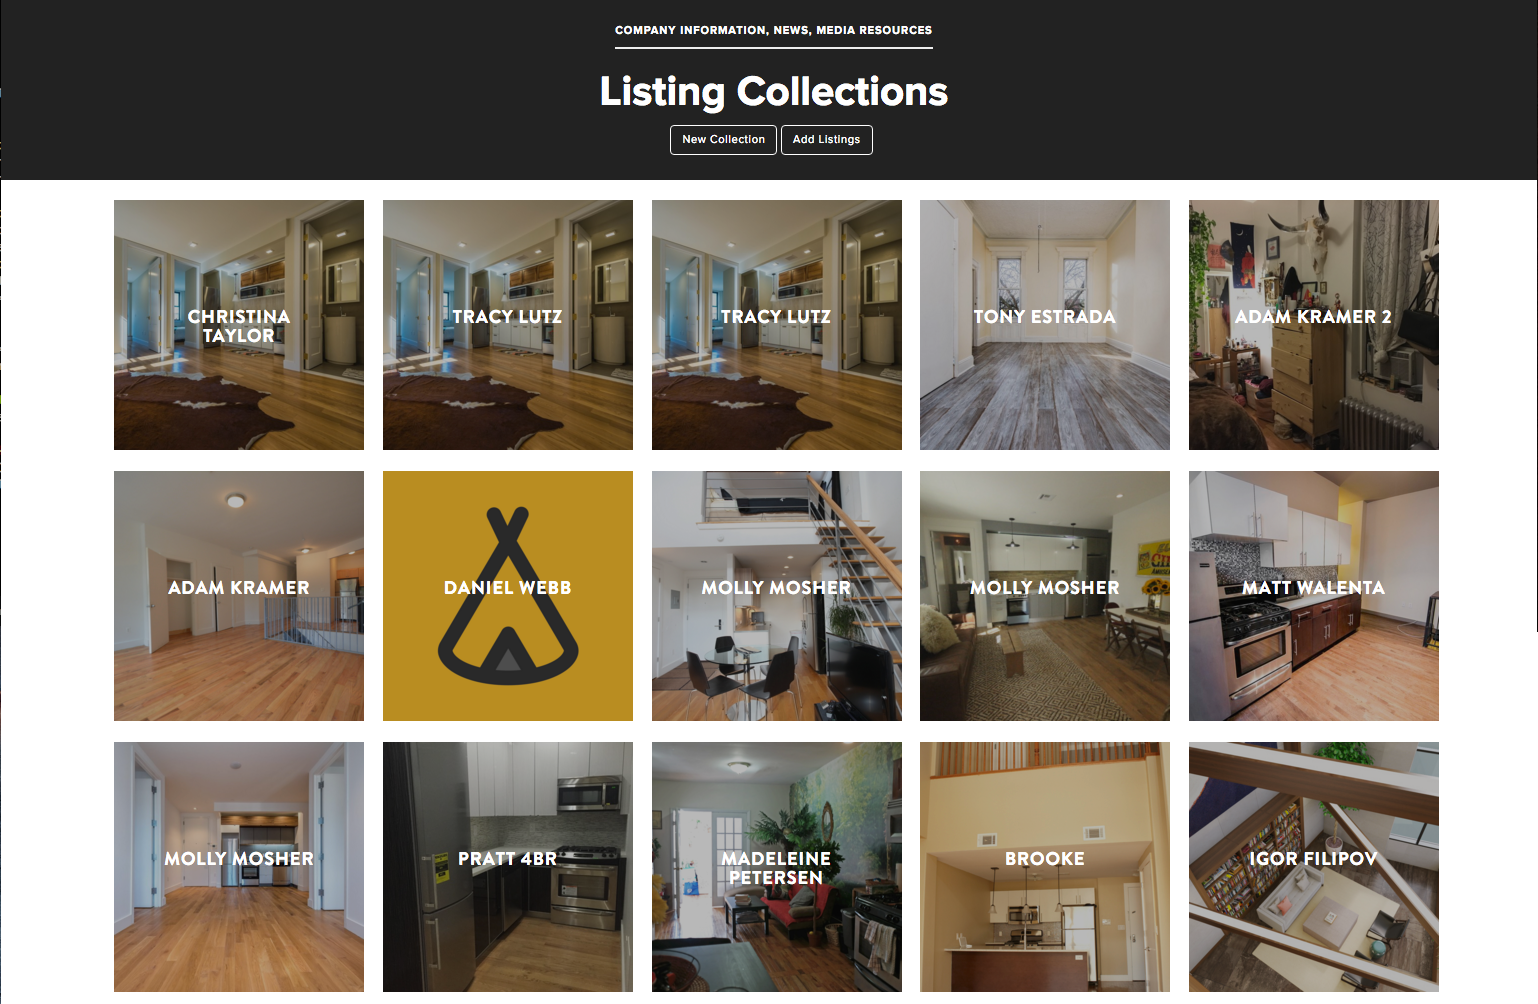 COMPANY INFORMATION, NEWS, MEDIA RESOURCES
Listing Collections
New Collection
Add Listings
CHRISTINA
TAYLOR
TRACY LUTZ
TRACY LUTZ
TONY ESTRADA
ADAM KRAMER 2
ADAM KRAMER
DANIEL WEBB
MOLLY MOSHER
MOLLY MOSHER
MATT WALENTA
MOLLY MOSHER
PRATT 4BR
MADELEINE
PETERSEN
BROOKE
IGOR FILIPOV